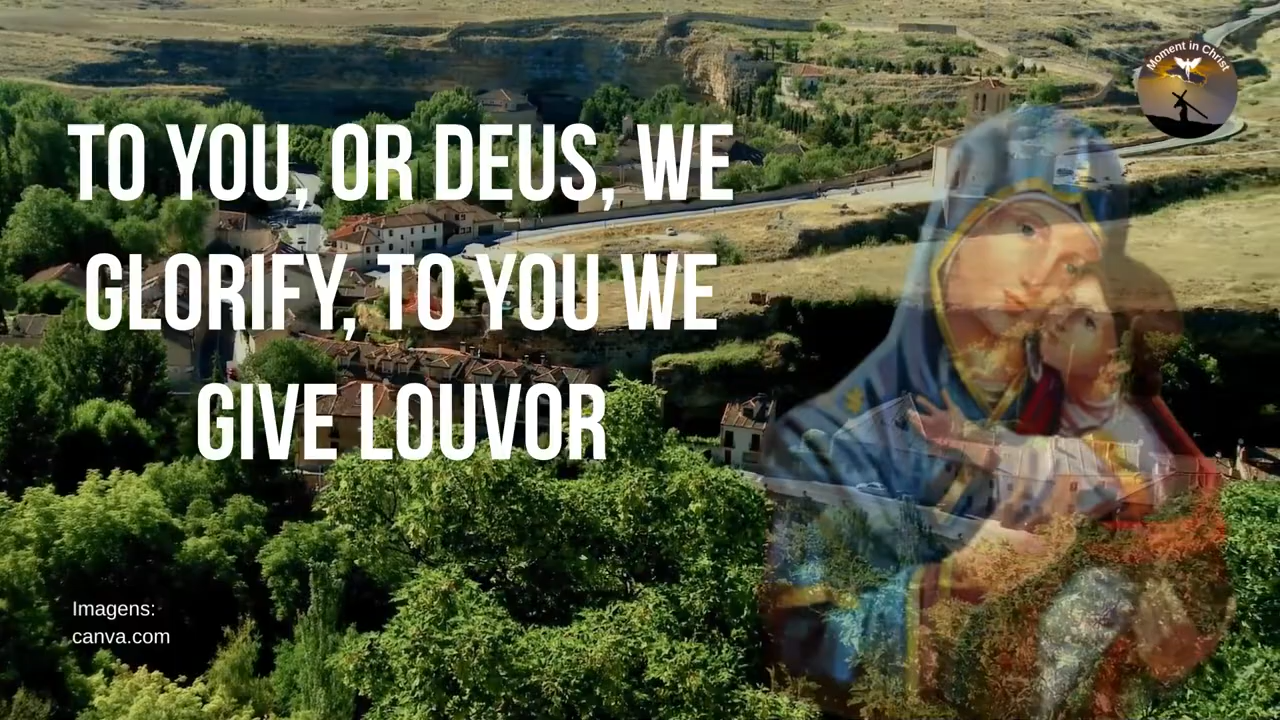 Moment in Christ
TO YOU, OR DEUS, WE
GLORIFY, TO YOU WE
GIVE LOUVOR
Imagens:
canva.com